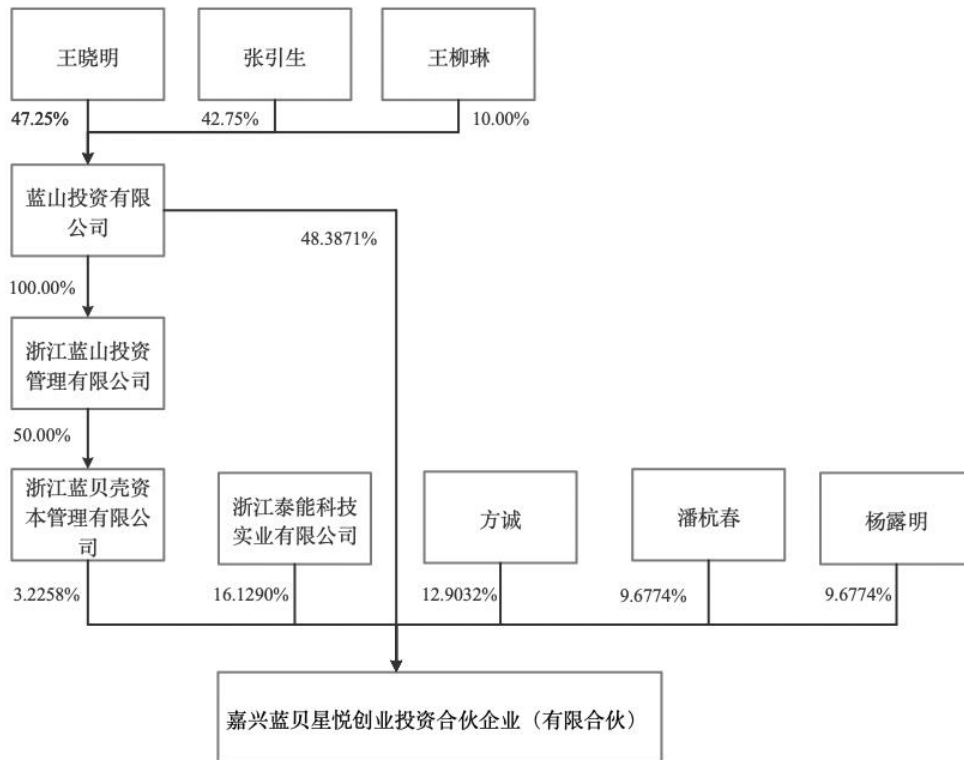 王晓明
张引生
王柳琳
47.25%
42.75%
10.00%
蓝山投资有限
公司
48.3871%
100.00%
浙江蓝山投资
管理有限公司
50.00%
浙江蓝贝壳资
本管理有限公
司
浙江泰能科技
实业有限公司
方诚
潘杭春
杨露明
3.2258%
16.1290%
12.9032%
9.6774%
9.6774%
嘉兴蓝贝星悦创业投资合伙企业（有限合伙）